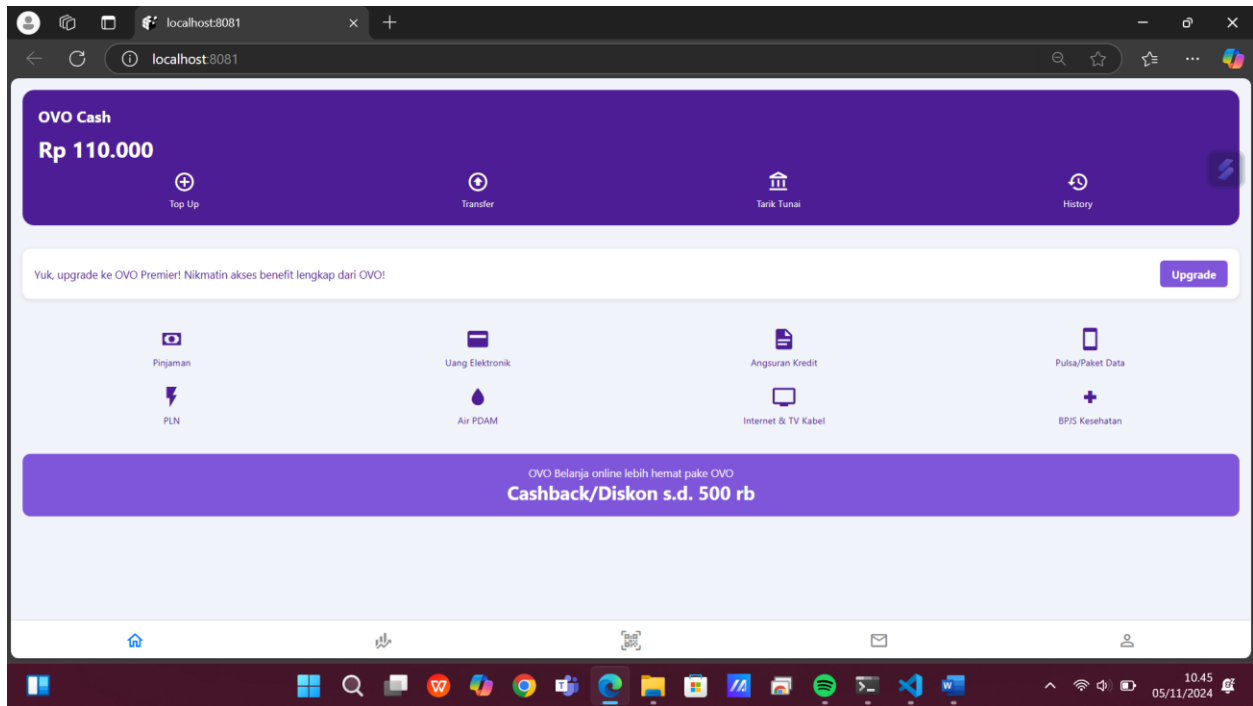 localhost:8081
localhost:8081
OVO Cash
Rp 110.000
Top Up Transfer Tarik Tunai History
Yuk, upgrade ke OVO Premier! Nikmatin akses benefit lengkap dari OVO! Upgrade
Pinjaman Uang Elektronik Angsuran Kredit Pulsa/Paket Data
PLN Air PDAM Internet & TV Kabel BPJS Kesehatan
OVO Belanja online lebih hemat pake OVO
Cashback/Diskon s.d. 500 rb
10.45
05/11/2024